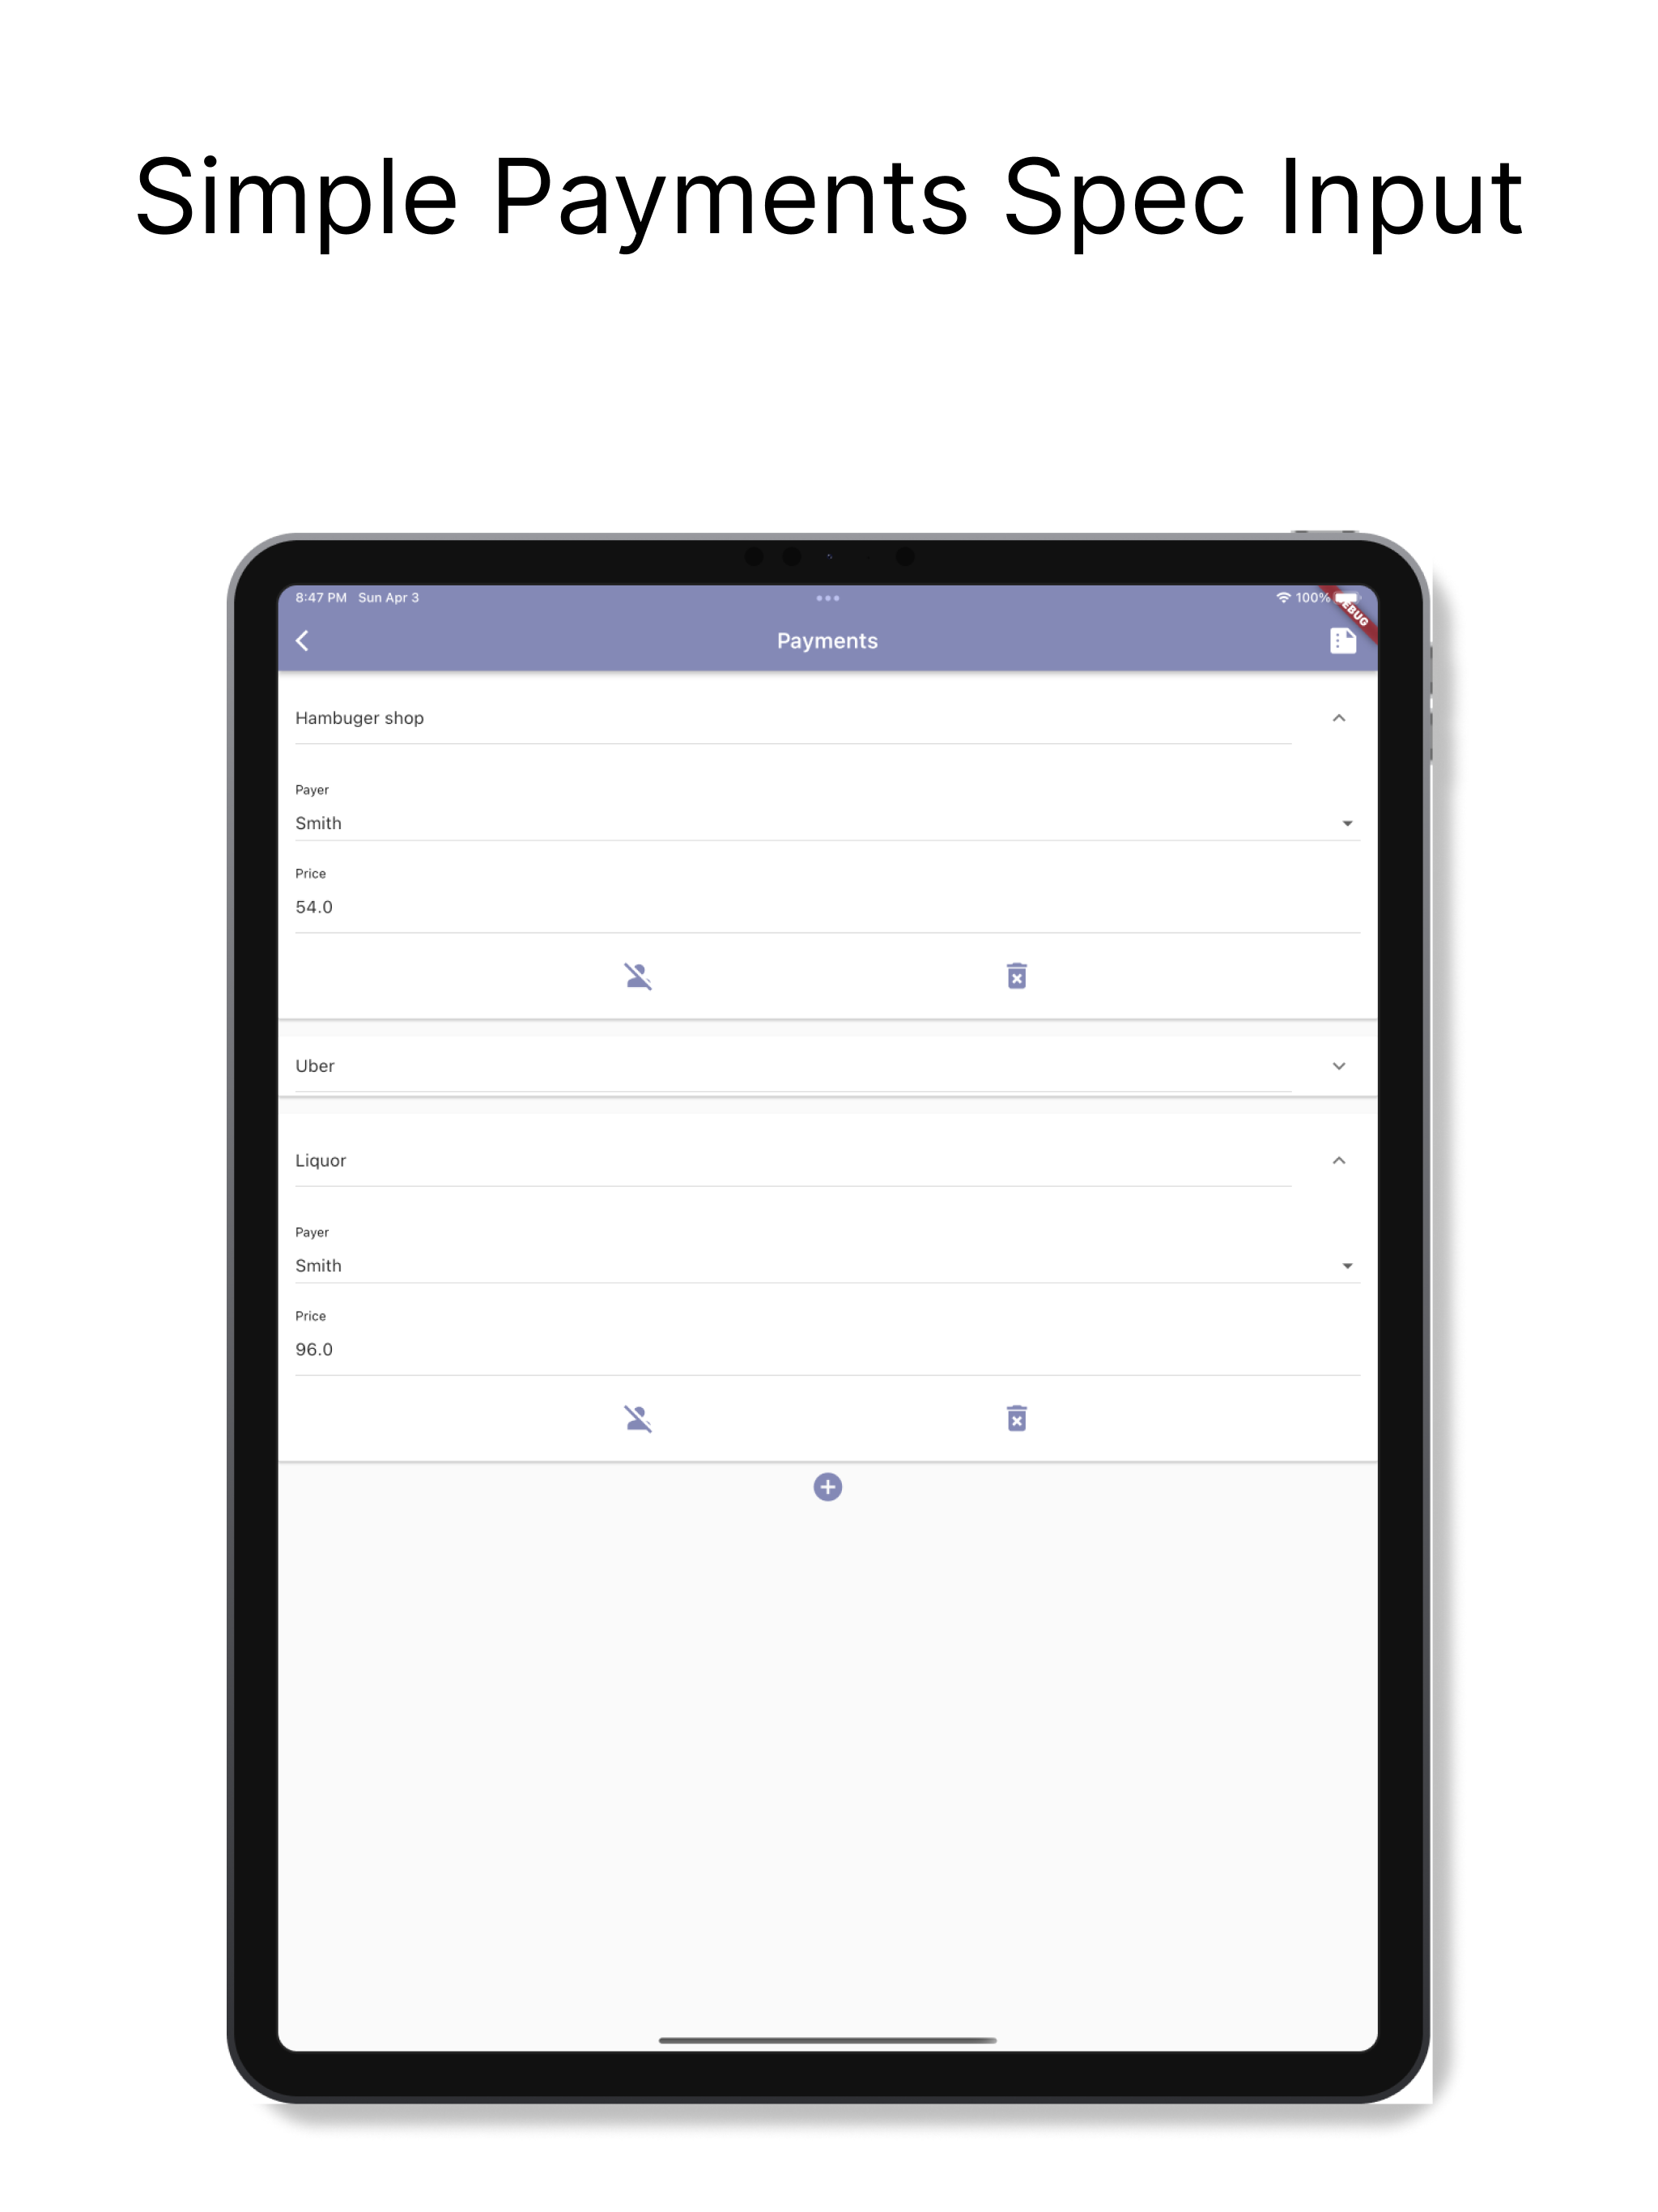 Simple Payments Spec Input
8:47 PM Sun Apr 3
100%
Payments
Hambuger shop
Payer
Smith
Price
54.0
Uber
Liquor
Payer
Smith
Price
96.0